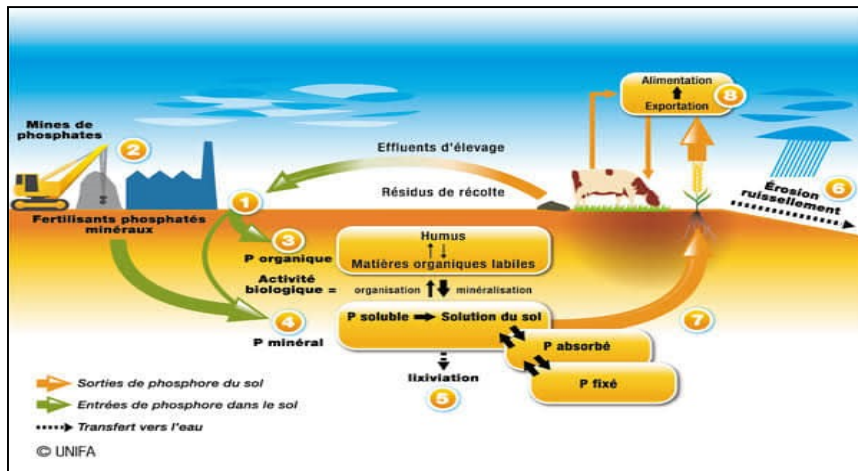 Alimentation
8
Exportation
Mines de
phosphates
2
Effluents d'élevage
6
Érosion
ruissellement
1
Résidus de récolte
Fertilisants phosphatés
minéraux
3
P organique
Humus
Matières organiques labiles
Activité
biologique =
organisation
minéralisation
4
P minéral
P soluble
Solution du sol
7
P absorbé
P fixé
lixiviation
5
Sorties de phosphore du sol
Entrées de phosphore dans le sol
Transfert vers l'eau
© UNIFA